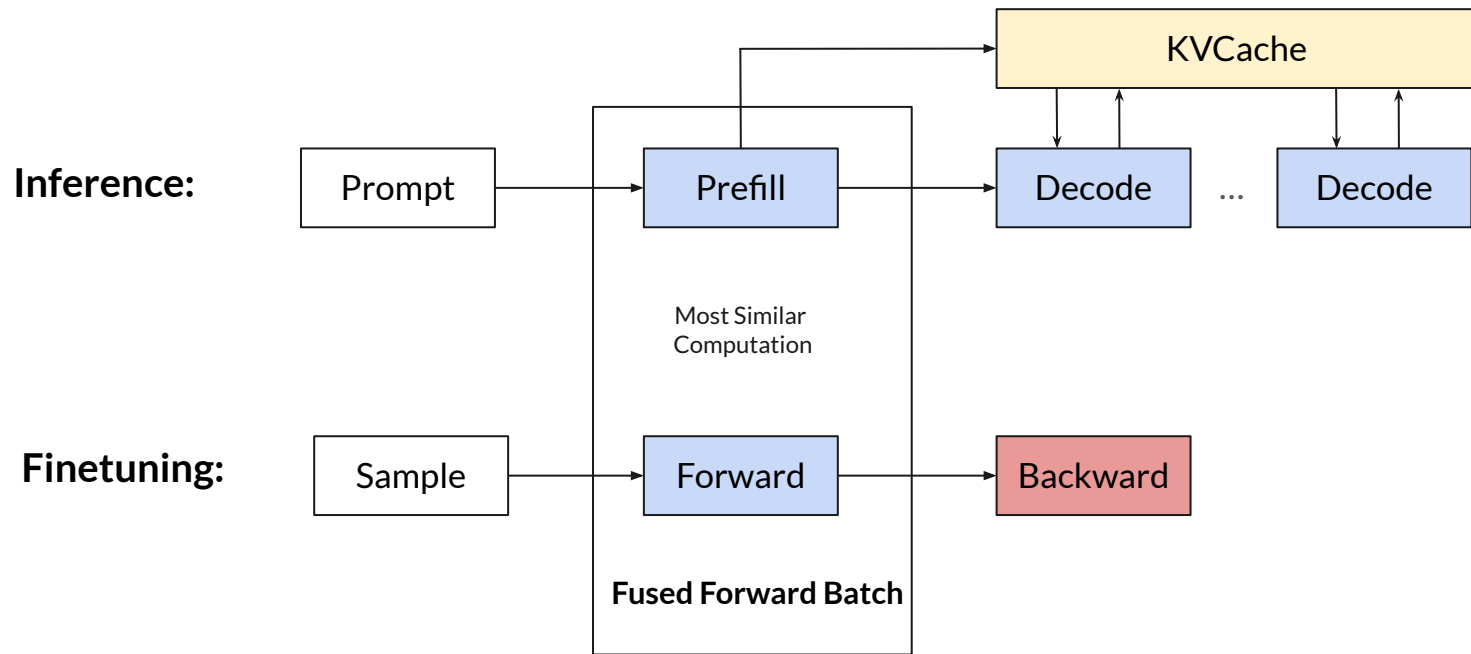 KVCache
Inference:
Prompt
Prefill
Decode
...
Decode
Most Similar
Computation
Finetuning:
Sample
Forward
Backward
Fused Forward Batch